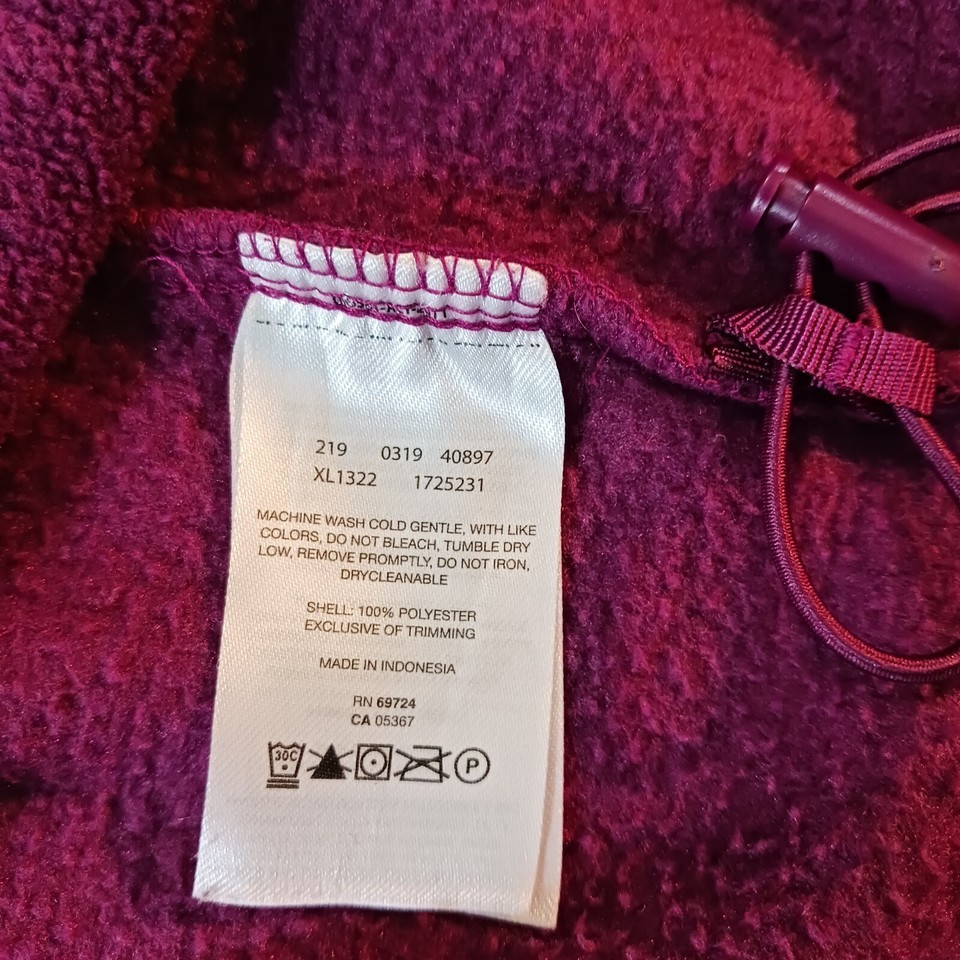 219 0319 40897
XL1322 1725231
MACHINE WASH COLD GENTLE, WITH LIKE
COLORS, DO NOT BLEACH, TUMBLE DRY
LOW, REMOVE PROMPTLY, DO NOT IRON,
DRYCLEANABLE
SHELL: 100% POLYESTER
EXCLUSIVE OF TRIMMING
MADE IN INDONESIA
RN 69724
CA 05367
30C P